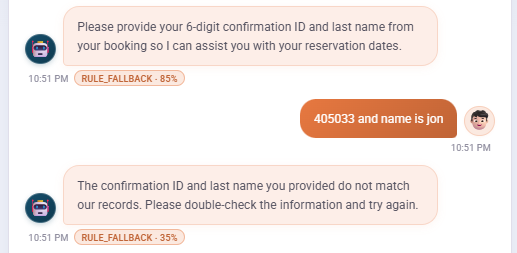 Please provide your 6-digit confirmation ID and last name from
your booking so I can assist you with your reservation dates.
10:51 PM RULE_FALLBACK · 85%
405033 and name is jon
10:51 PM
The confirmation ID and last name you provided do not match
our records. Please double-check the information and try again.
10:51 PM RULE_FALLBACK · 35%